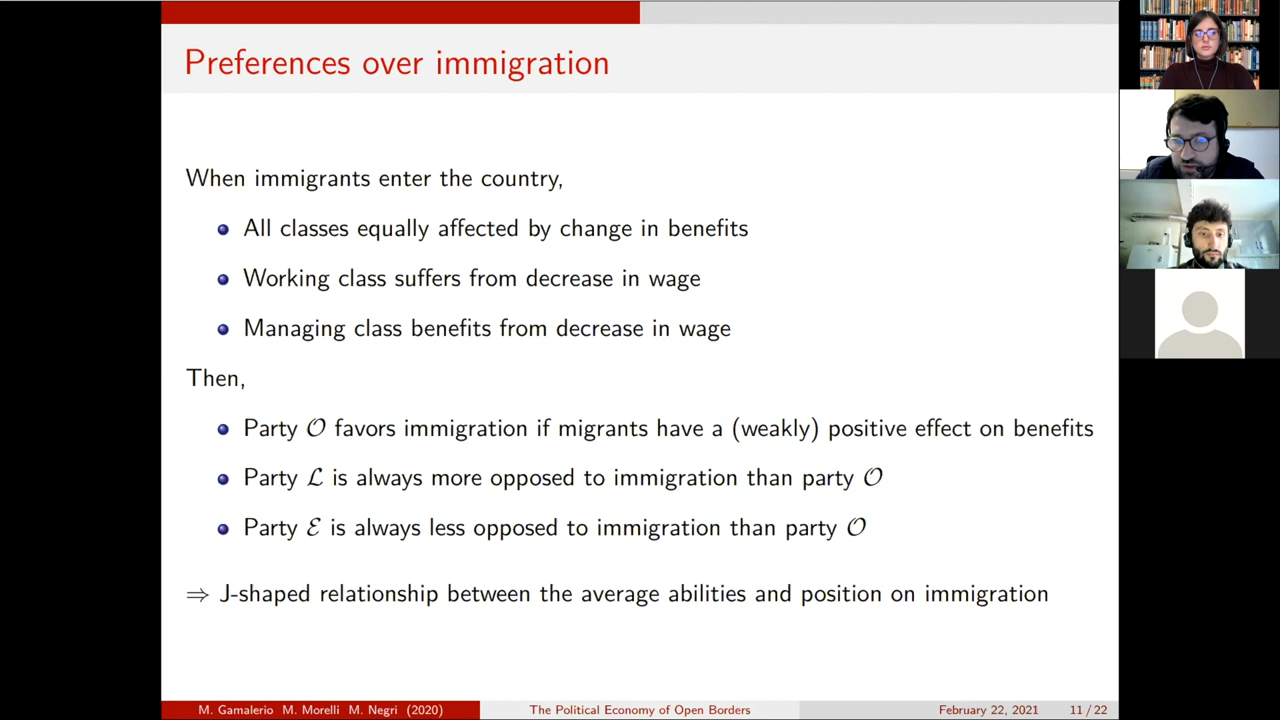 Preferences over immigration
When immigrants enter the country,
All classes equally affected by change in benefits
Working class suffers from decrease in wage
Managing class benefits from decrease in wage
Then,
Party 𝒪 favors immigration if migrants have a (weakly) positive effect on benefits
Party ℒ is always more opposed to immigration than party 𝒪
Party ℰ is always less opposed to immigration than party 𝒪
⇒ J-shaped relationship between the average abilities and position on immigration
M. Gamalerio M. Morelli M. Negri (2020) The Political Economy of Open Borders February 22, 2021 11 / 22